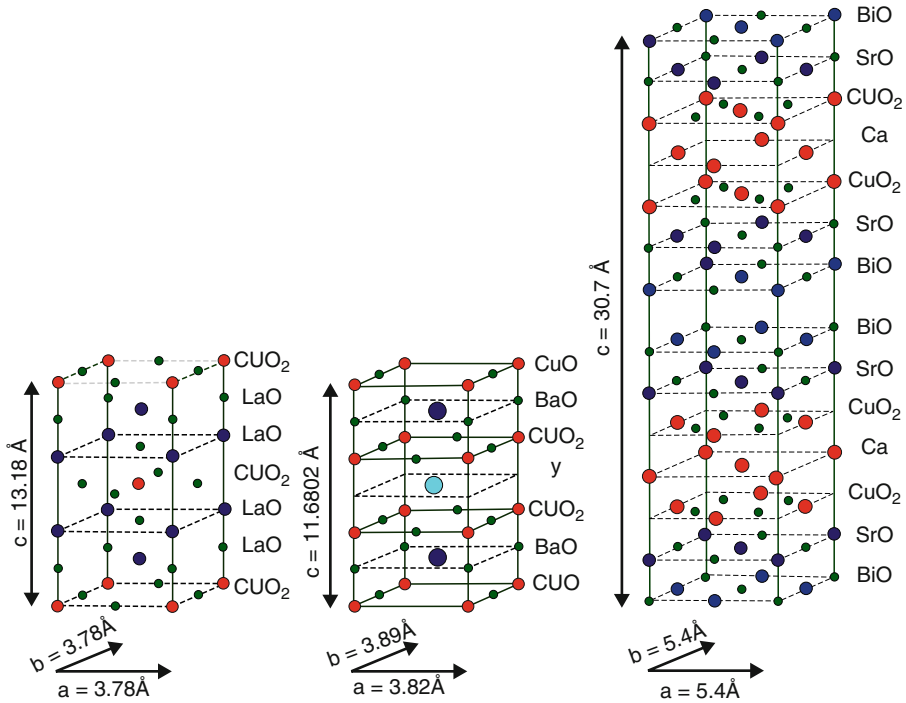 CUO2
LaO
LaO
CUO2
LaO
LaO
CUO2
c = 13.18 Å
b = 3.78Å
a = 3.78Å
CuO
BaO
CUO2
y
CUO2
BaO
CUO
c = 11.6802 Å
b = 3.89Å
a = 3.82Å
BiO
SrO
CUO2
Ca
CuO2
SrO
BiO
BiO
SrO
CuO2
Ca
CuO2
SrO
BiO
c = 30.7 Å
b = 5.4Å
a = 5.4Å